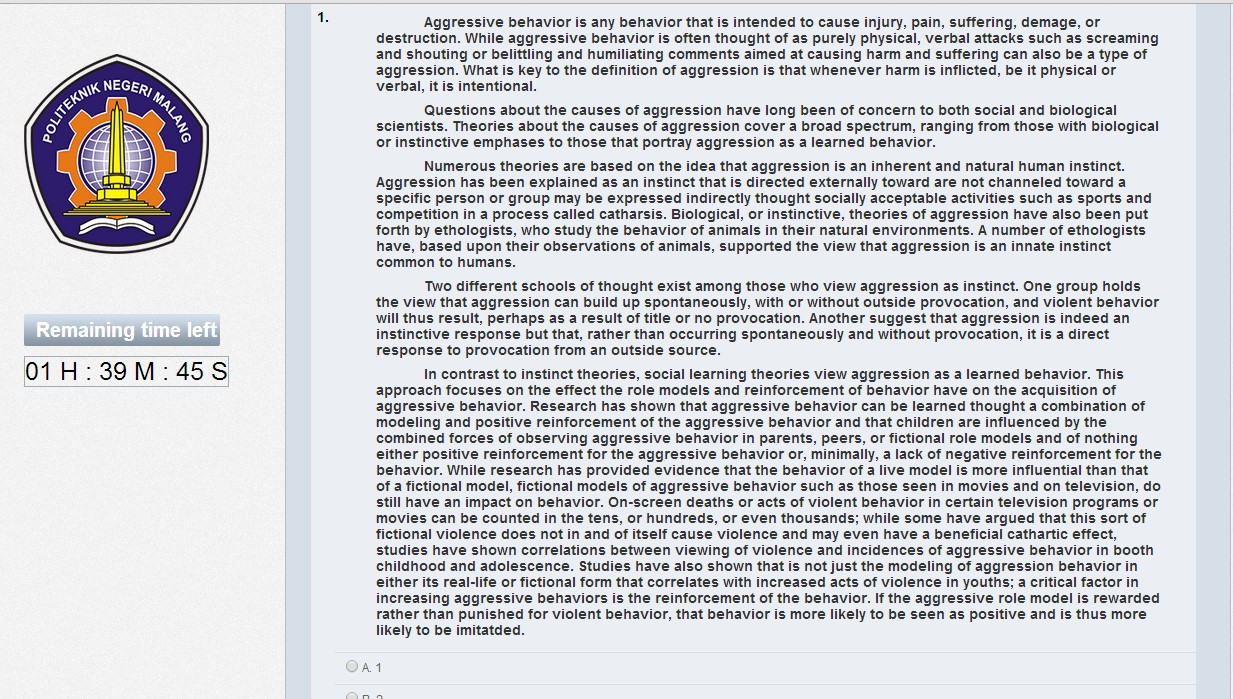 POLITEKNIK NEGERI MALANG
Remaining time left
01 H : 39 M : 45 S
1.
Aggressive behavior is any behavior that is intended to cause injury, pain, suffering, demage, or
destruction. While aggressive behavior is often thought of as purely physical, verbal attacks such as screaming
and shouting or belittling and humiliating comments aimed at causing harm and suffering can also be a type of
aggression. What is key to the definition of aggression is that whenever harm is inflicted, be it physical or
verbal, it is intentional.
Questions about the causes of aggression have long been of concern to both social and biological
scientists. Theories about the causes of aggression cover a broad spectrum, ranging from those with biological
or instinctive emphases to those that portray aggression as a learned behavior.
Numerous theories are based on the idea that aggression is an inherent and natural human instinct.
Aggression has been explained as an instinct that is directed externally toward are not channeled toward a
specific person or group may be expressed indirectly thought socially acceptable activities such as sports and
competition in a process called catharsis. Biological, or instinctive, theories of aggression have also been put
forth by ethologists, who study the behavior of animals in their natural environments. A number of ethologists
have, based upon their observations of animals, supported the view that aggression is an innate instinct
common to humans.
Two different schools of thought exist among those who view aggression as instinct. One group holds
the view that aggression can build up spontaneously, with or without outside provocation, and violent behavior
will thus result, perhaps as a result of title or no provocation. Another suggest that aggression is indeed an
instinctive response but that, rather than occurring spontaneously and without provocation, it is a direct
response to provocation from an outside source.
In contrast to instinct theories, social learning theories view aggression as a learned behavior. This
approach focuses on the effect the role models and reinforcement of behavior have on the acquisition of
aggressive behavior. Research has shown that aggressive behavior can be learned thought a combination of
modeling and positive reinforcement of the aggressive behavior and that children are influenced by the
combined forces of observing aggressive behavior in parents, peers, or fictional role models and of nothing
either positive reinforcement for the aggressive behavior or, minimally, a lack of negative reinforcement for the
behavior. While research has provided evidence that the behavior of a live model is more influential than that
of a fictional model, fictional models of aggressive behavior such as those seen in movies and on television, do
still have an impact on behavior. On-screen deaths or acts of violent behavior in certain television programs or
movies can be counted in the tens, or hundreds, or even thousands; while some have argued that this sort of
fictional violence does not in and of itself cause violence and may even have a beneficial cathartic effect,
studies have shown correlations between viewing of violence and incidences of aggressive behavior in booth
childhood and adolescence. Studies have also shown that is not just the modeling of aggression behavior in
either its real-life or fictional form that correlates with increased acts of violence in youths; a critical factor in
increasing aggressive behaviors is the reinforcement of the behavior. If the aggressive role model is rewarded
rather than punished for violent behavior, that behavior is more likely to be seen as positive and is thus more
likely to be imitatded.
A. 1